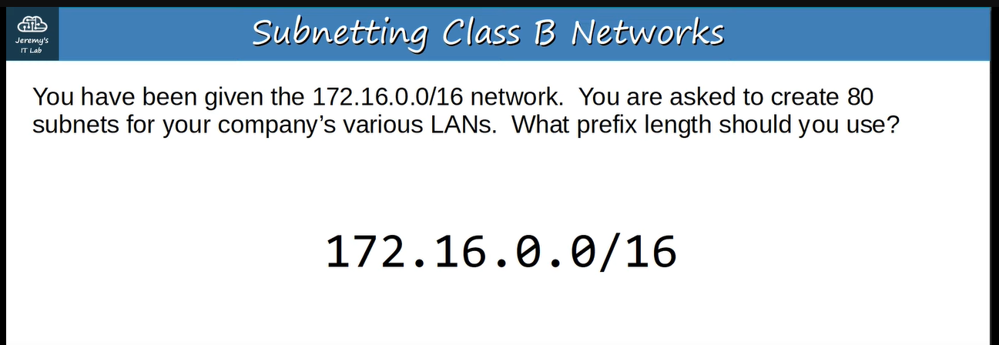 Jeremy's
IT Lab
Subnetting Class B Networks
You have been given the 172.16.0.0/16 network.  You are asked to create 80
subnets for your company’s various LANs.  What prefix length should you use?
172.16.0.0/16